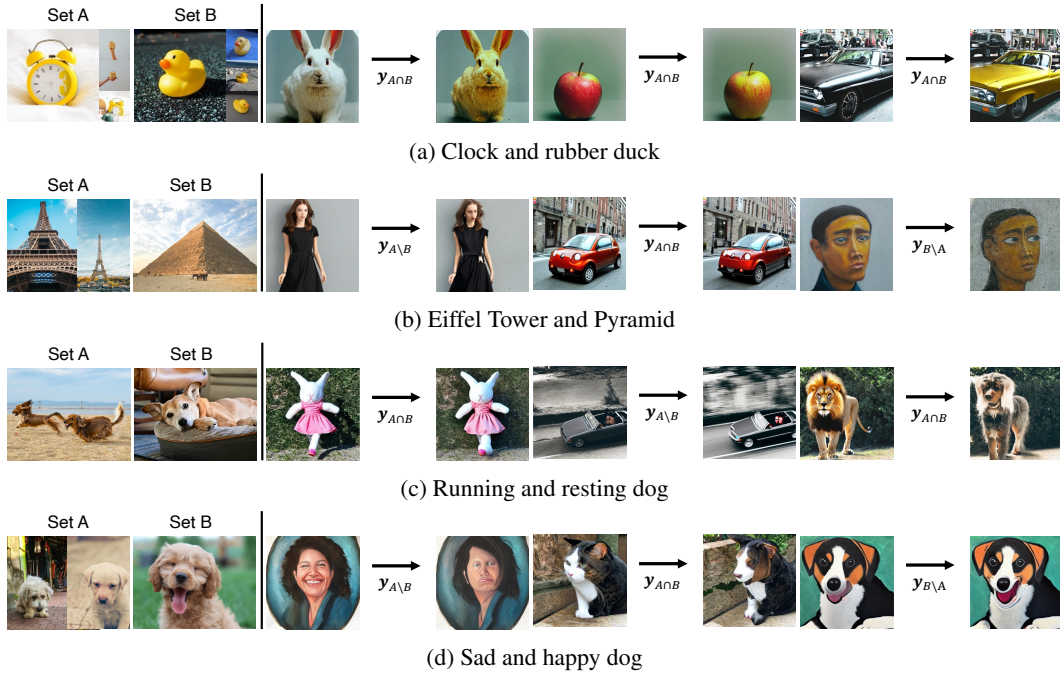 Set A Set B
y_{A∩B} y_{A∩B} y_{A∩B}
(a) Clock and rubber duck
Set A Set B
y_{A\B} y_{A∩B} y_{B\A}
(b) Eiffel Tower and Pyramid
Set A Set B
y_{A∩B} y_{A\B} y_{A∩B}
(c) Running and resting dog
Set A Set B
y_{A\B} y_{A∩B} y_{B\A}
(d) Sad and happy dog